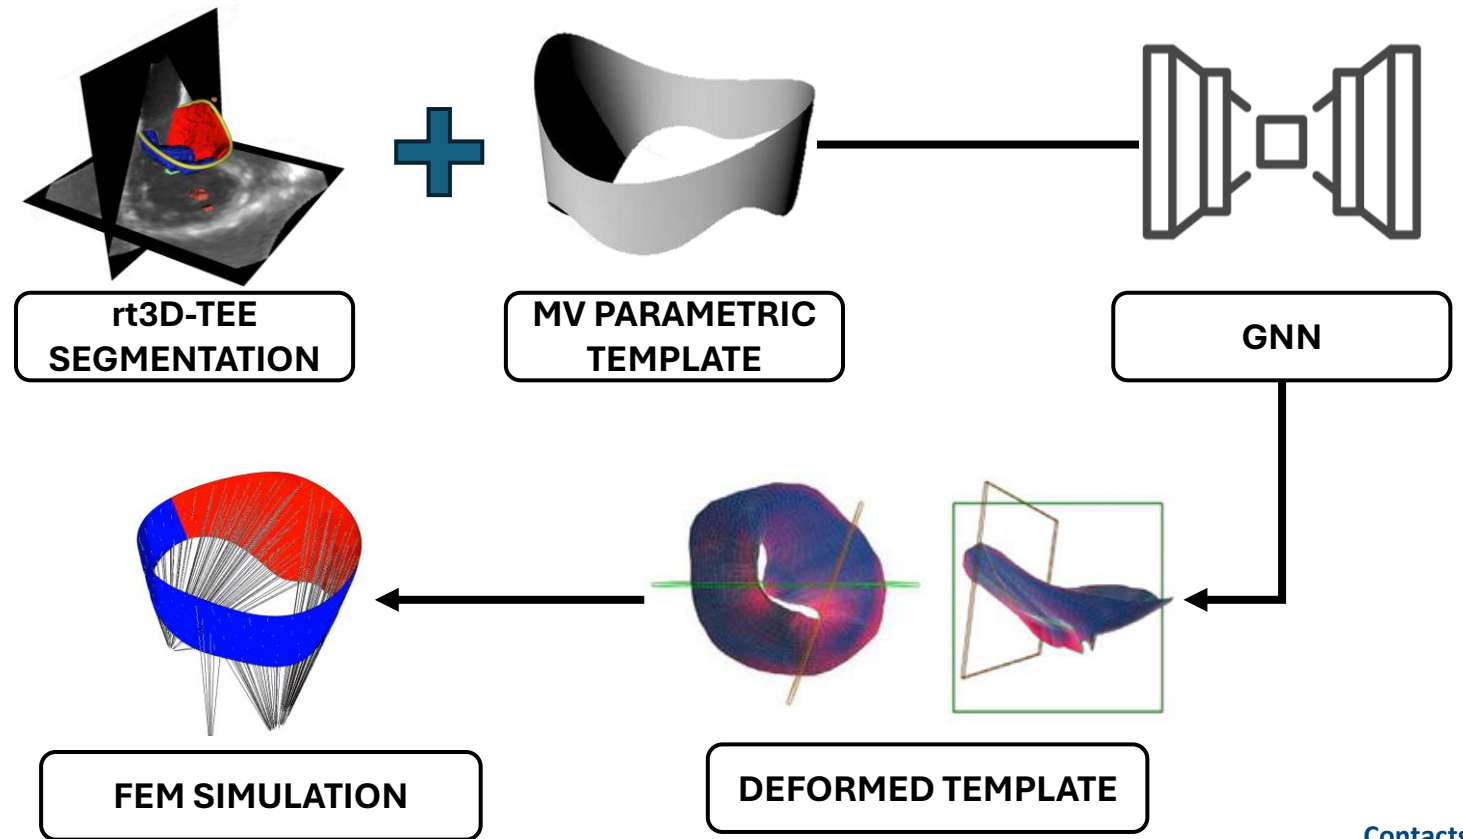 rt3D-TEE
SEGMENTATION
MV PARAMETRIC
TEMPLATE
GNN
FEM SIMULATION
DEFORMED TEMPLATE
Contacts